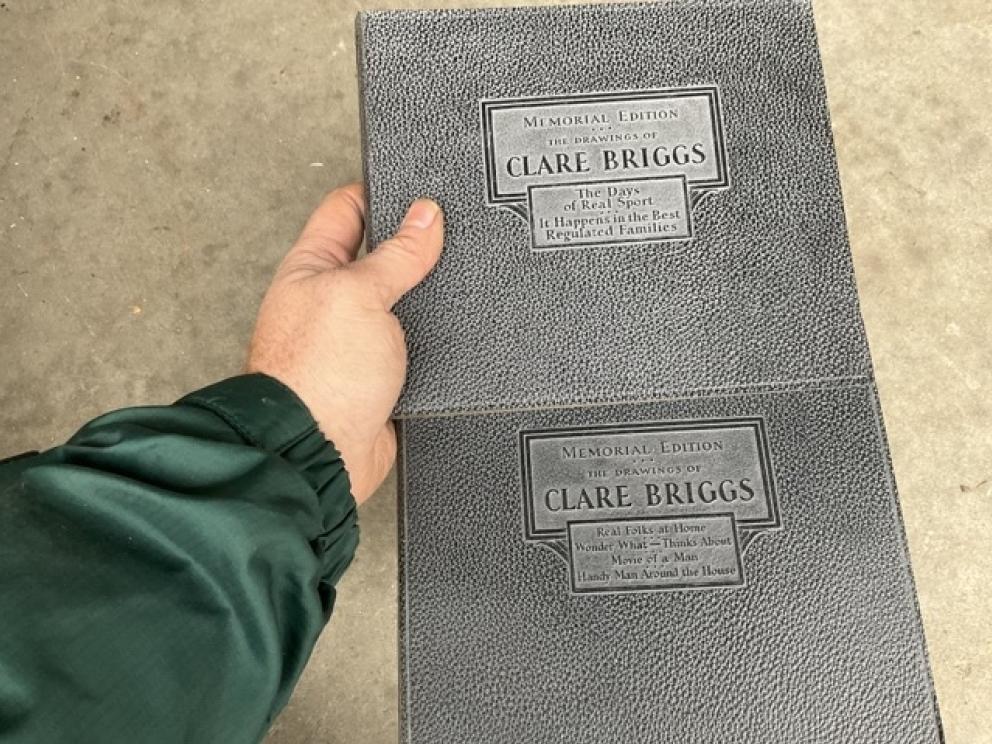 MEMORIAL EDITION
THE DRAWINGS OF
CLARE BRIGGS
The Days
of Real Sport
It Happens in the Best
Regulated Families
MEMORIAL EDITION
THE DRAWINGS OF
CLARE BRIGGS
Real Folks at Home
Wonder What—Thinks About
Movie of a Man
Handy Man Around the House